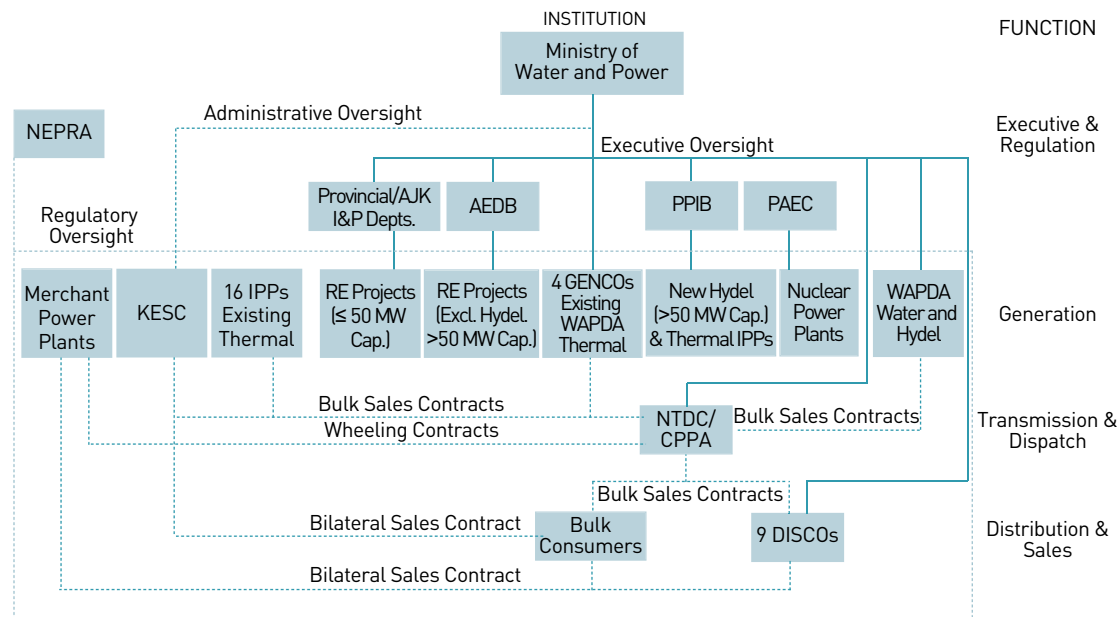 INSTITUTION
FUNCTION
Ministry of
Water and Power
Administrative Oversight
NEPRA
Executive &
Regulation
Executive Oversight
Provincial/AJK
I&P Depts.
AEDB
PPIB
PAEC
Regulatory
Oversight
Merchant
Power
Plants
KESC
16 IPPs
Existing
Thermal
RE Projects
(≤ 50 MW
Cap.)
RE Projects
(Excl. Hydel.
>50 MW Cap.)
4 GENCOs
Existing
WAPDA
Thermal
New Hydel
(>50 MW Cap.)
& Thermal IPPs
Nuclear
Power
Plants
WAPDA
Water and
Hydel
Generation
Bulk Sales Contracts
Wheeling Contracts
NTDC/
CPPA
Bulk Sales Contracts
Transmission &
Dispatch
Bulk Sales Contracts
Bilateral Sales Contract
Bulk
Consumers
9 DISCOs
Distribution &
Sales
Bilateral Sales Contract